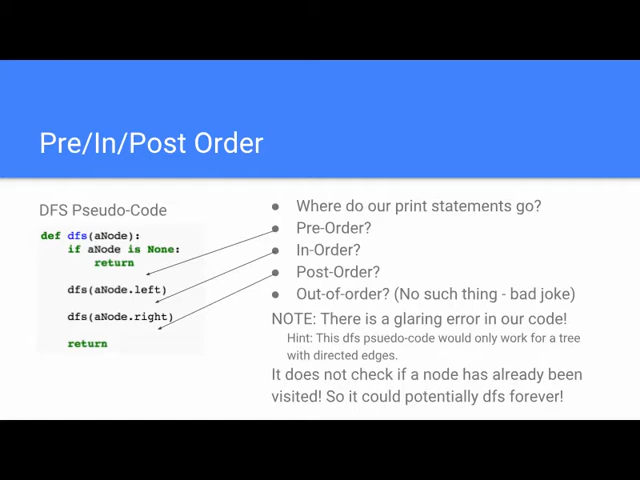 Pre/In/Post Order
DFS Pseudo-Code
def dfs(aNode):
if aNode is None:
return
dfs(aNode.left)
dfs(aNode.right)
return
● Where do our print statements go?
● Pre-Order?
● In-Order?
● Post-Order?
● Out-of-order? (No such thing - bad joke)
NOTE: There is a glaring error in our code!
Hint: This dfs psuedo-code would only work for a tree
with directed edges.
It does not check if a node has already been
visited! So it could potentially dfs forever!